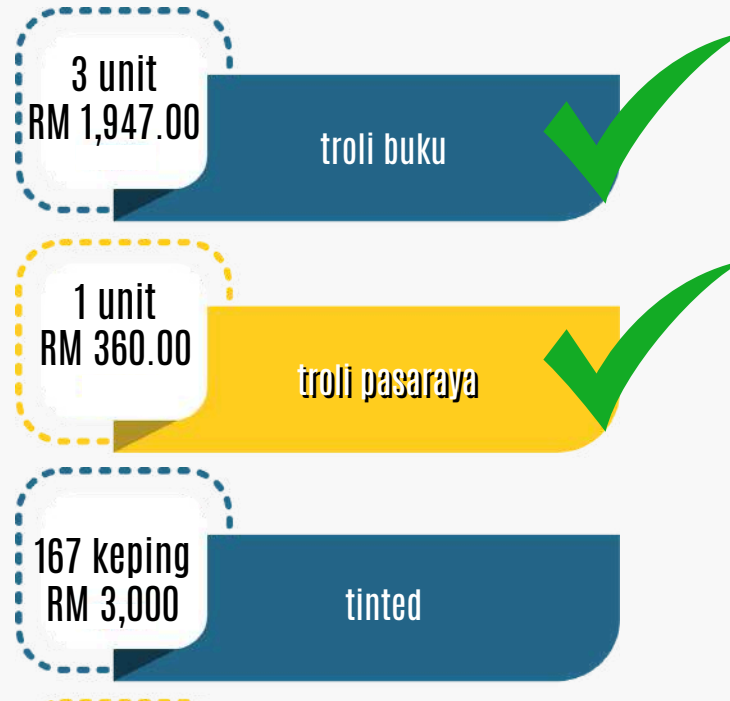 3 unit
RM 1,947.00
troli buku
1 unit
RM 360.00
troli pasaraya
167 keping
RM 3,000
tinted